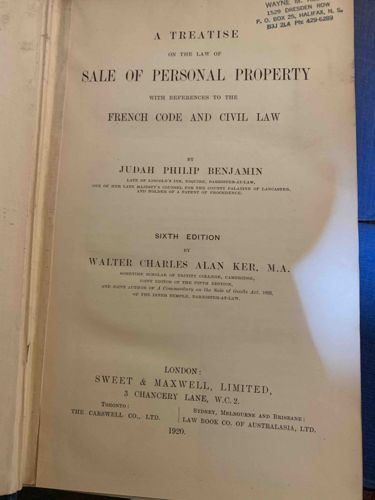 WAYNE M.
1529 DRESDEN ROW
P. O. BOX 25, HALIFAX, N. S.
B3J 2L4 Ph: 429-6289
A TREATISE
ON THE LAW OF
SALE OF PERSONAL PROPERTY
WITH REFERENCES TO THE
FRENCH CODE AND CIVIL LAW
BY
JUDAH PHILIP BENJAMIN
LATE OF LINCOLN'S INN, ESQUIRE, BARRISTER-AT-LAW,
ONE OF HER LATE MAJESTY'S COUNSEL FOR THE COUNTY PALATINE OF LANCASTER,
AND HOLDER OF A PATENT OF PRECEDENCE.
SIXTH EDITION
BY
WALTER CHARLES ALAN KER, M.A.
SOMETIME SCHOLAR OF TRINITY COLLEGE, CAMBRIDGE,
JOINT EDITOR OF THE FIFTH EDITION,
AND JOINT AUTHOR OF A Commentary on the Sale of Goods Act, 1893,
OF THE INNER TEMPLE, BARRISTER-AT-LAW.
LONDON:
SWEET & MAXWELL, LIMITED,
3 CHANCERY LANE, W.C. 2.
TORONTO:
THE CARSWELL CO., LTD.
SYDNEY, MELBOURNE AND BRISBANE:
LAW BOOK CO. OF AUSTRALASIA, LTD.
1920.